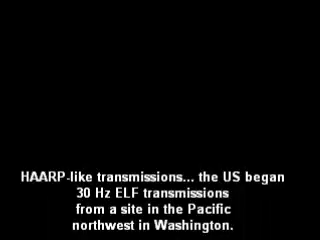 HAARP-like transmissions... the US began
30 Hz ELF transmissions
from a site in the Pacific
northwest in Washington.